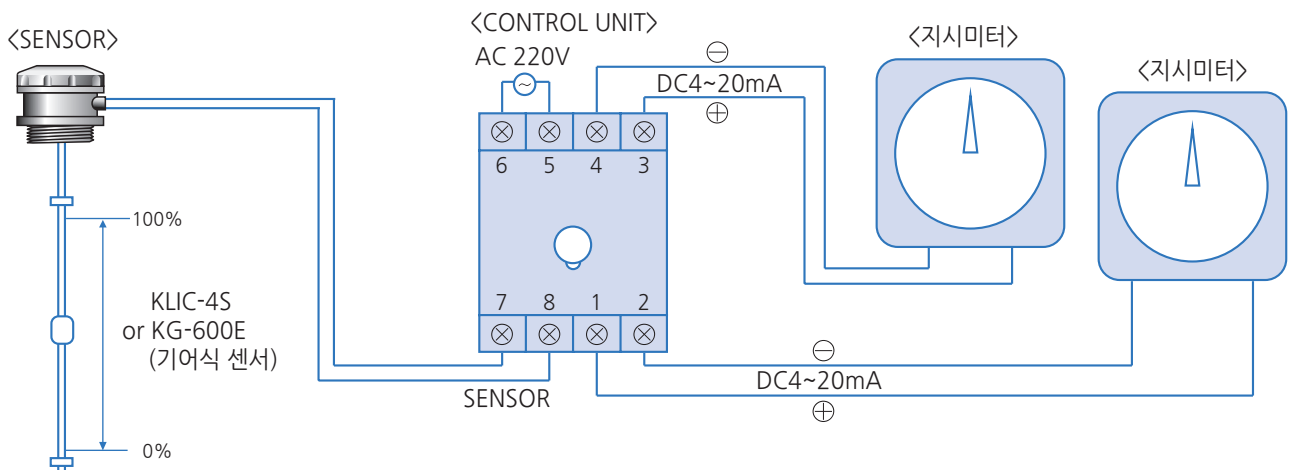 <SENSOR>
100%
KLIC-4S
or KG-600E
(기어식 센서)
0%
<CONTROL UNIT>
AC 220V
~
6 5 4 3
7 8 1 2
SENSOR
⊖
DC4~20mA
⊕
<지시미터>
<지시미터>
⊖
DC4~20mA
⊕